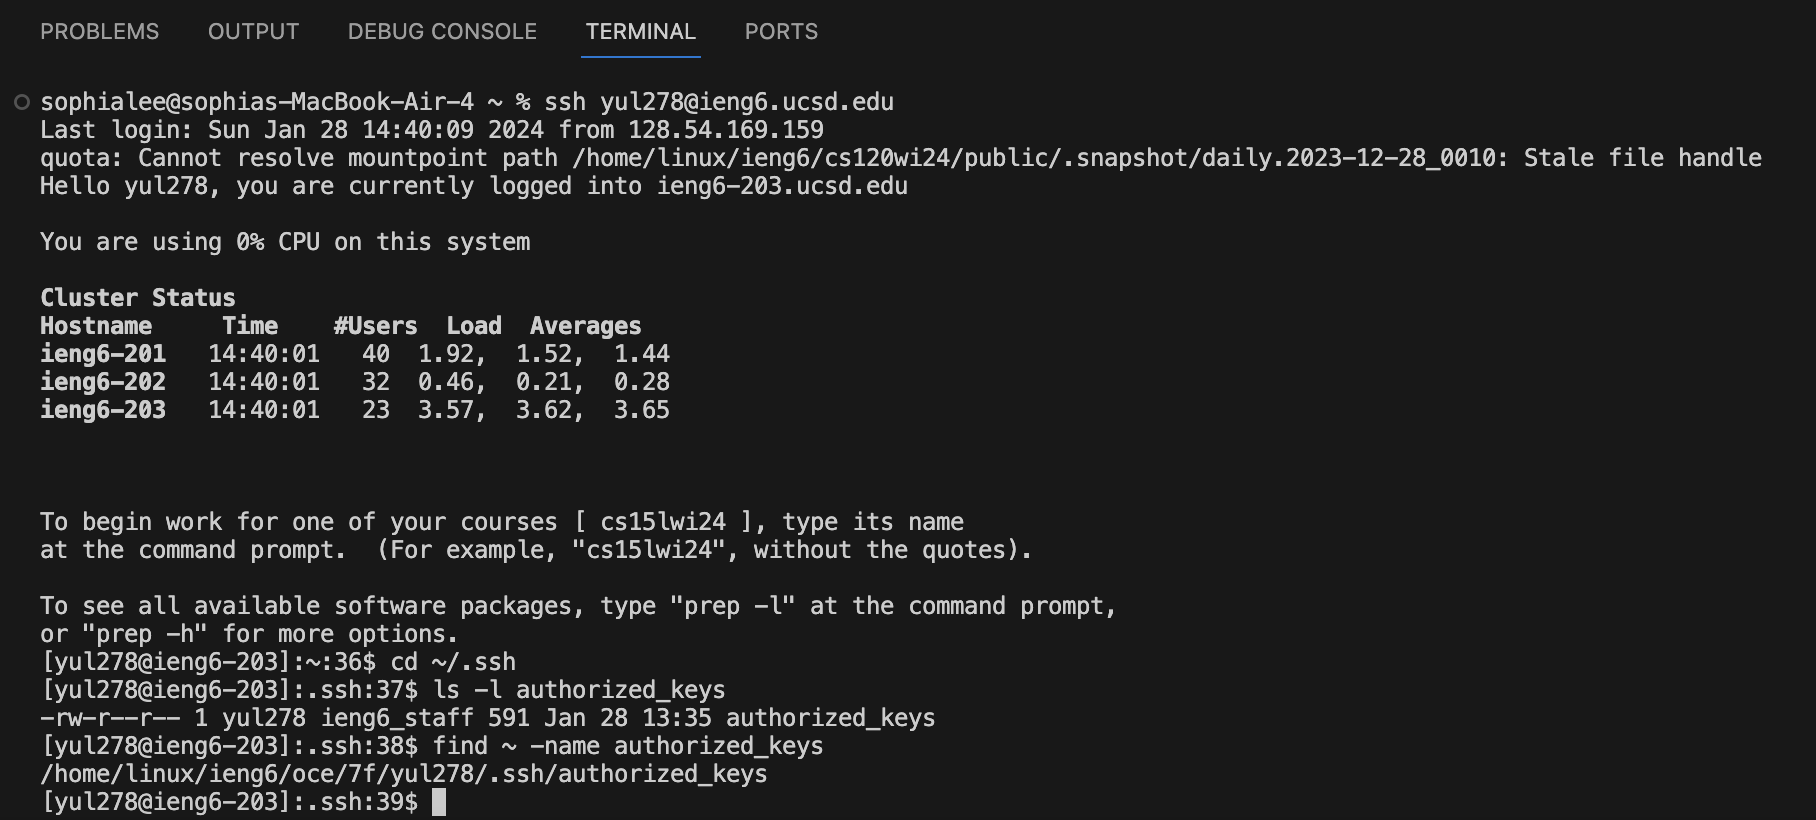 PROBLEMS OUTPUT DEBUG CONSOLE TERMINAL PORTS
sophialee@sophias-MacBook-Air-4 ~ % ssh yul278@ieng6.ucsd.edu
Last login: Sun Jan 28 14:40:09 2024 from 128.54.169.159
quota: Cannot resolve mountpoint path /home/linux/ieng6/cs120wi24/public/.snapshot/daily.2023-12-28_0010: Stale file handle
Hello yul278, you are currently logged into ieng6-203.ucsd.edu
You are using 0% CPU on this system
Cluster Status
Hostname     Time    #Users  Load  Averages
ieng6-201   14:40:01   40  1.92,  1.52,  1.44
ieng6-202   14:40:01   32  0.46,  0.21,  0.28
ieng6-203   14:40:01   23  3.57,  3.62,  3.65
To begin work for one of your courses [ cs15lwi24 ], type its name
at the command prompt.  (For example, "cs15lwi24", without the quotes).
To see all available software packages, type "prep -l" at the command prompt,
or "prep -h" for more options.
[yul278@ieng6-203]:~:36$ cd ~/.ssh
[yul278@ieng6-203]:.ssh:37$ ls -l authorized_keys
-rw-r--r-- 1 yul278 ieng6_staff 591 Jan 28 13:35 authorized_keys
[yul278@ieng6-203]:.ssh:38$ find ~ -name authorized_keys
/home/linux/ieng6/oce/7f/yul278/.ssh/authorized_keys
[yul278@ieng6-203]:.ssh:39$